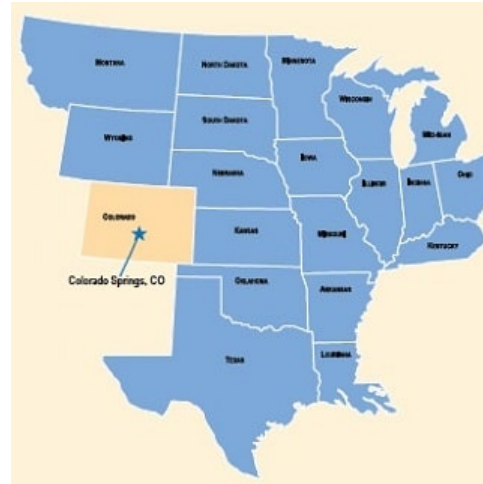 MONTANA
NORTH DAKOTA
MINNESOTA
WISCONSIN
MICHIGAN
SOUTH DAKOTA
WYOMING
IOWA
NEBRASKA
ILLINOIS
INDIANA
OHIO
COLORADO
KANSAS
MISSOURI
KENTUCKY
Colorado Springs, CO
OKLAHOMA
ARKANSAS
TEXAS
LOUISIANA